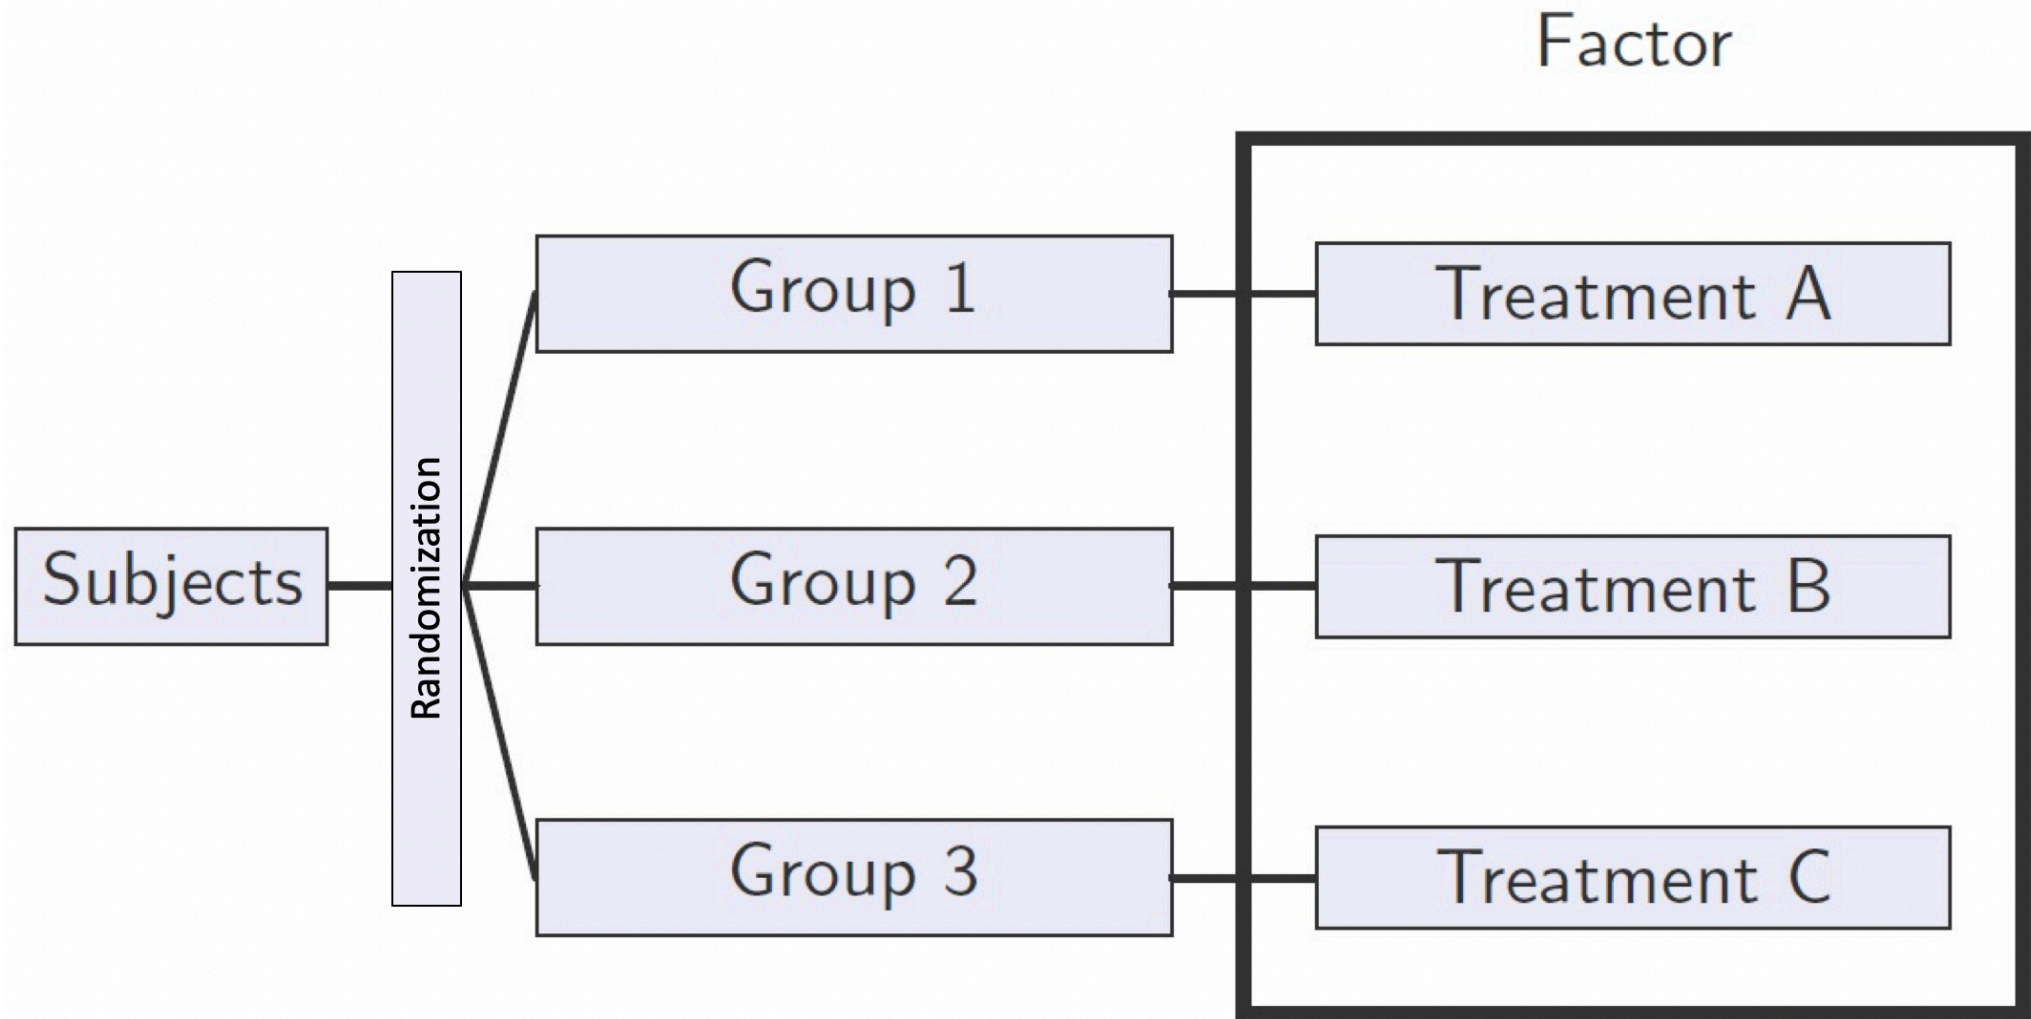 Factor
Group 1
Treatment A
Subjects
Randomization
Group 2
Treatment B
Group 3
Treatment C